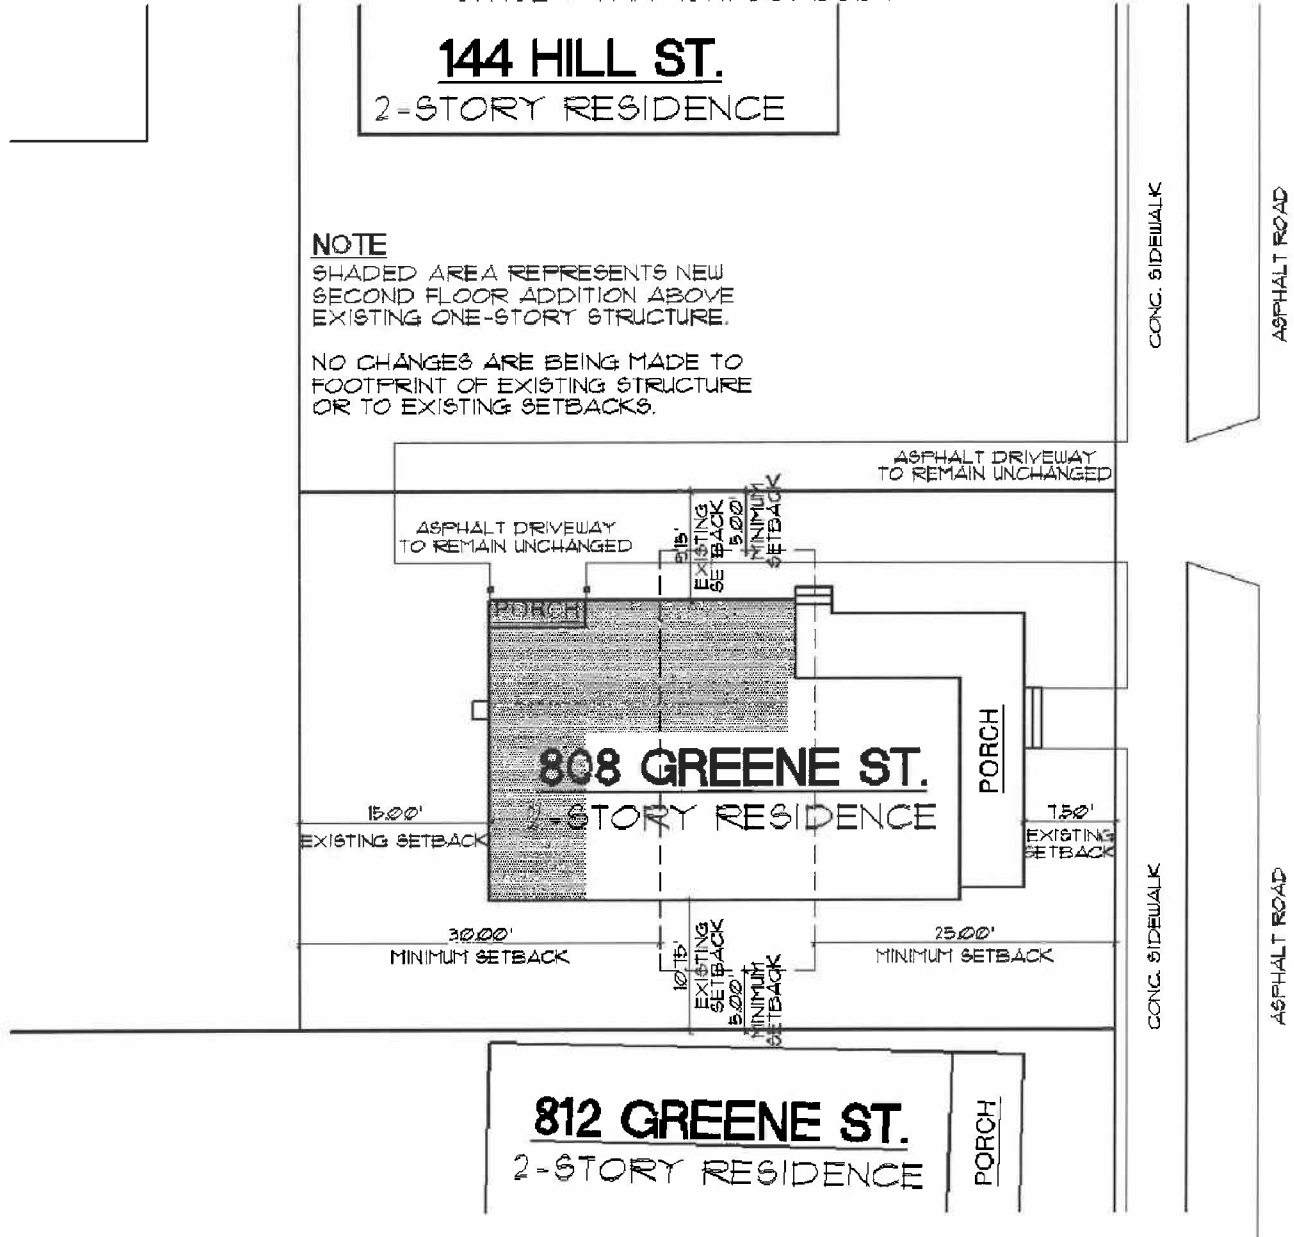 144 HILL ST.
2-STORY RESIDENCE
NOTE
SHADED AREA REPRESENTS NEW
SECOND FLOOR ADDITION ABOVE
EXISTING ONE-STORY STRUCTURE.
NO CHANGES ARE BEING MADE TO
FOOTPRINT OF EXISTING STRUCTURE
OR TO EXISTING SETBACKS.
CONC. SIDEWALK
ASPHALT ROAD
ASPHALT DRIVEWAY
TO REMAIN UNCHANGED
ASPHALT DRIVEWAY
TO REMAIN UNCHANGED
EXISTING
SETBACK
5.00'
MINIMUM
SETBACK
PORCH
808 GREENE ST.
2-STORY RESIDENCE
PORCH
15.00'
EXISTING SETBACK
7.50'
EXISTING
SETBACK
30.00'
MINIMUM SETBACK
10.75'
EXISTING
SETBACK
5.00'
MINIMUM
SETBACK
25.00'
MINIMUM SETBACK
CONC. SIDEWALK
ASPHALT ROAD
812 GREENE ST.
2-STORY RESIDENCE
PORCH